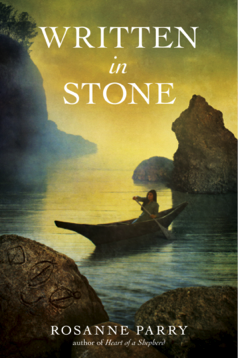 WRITTEN
in
STONE
ROSANNE PARRY
author of Heart of a Shepherd